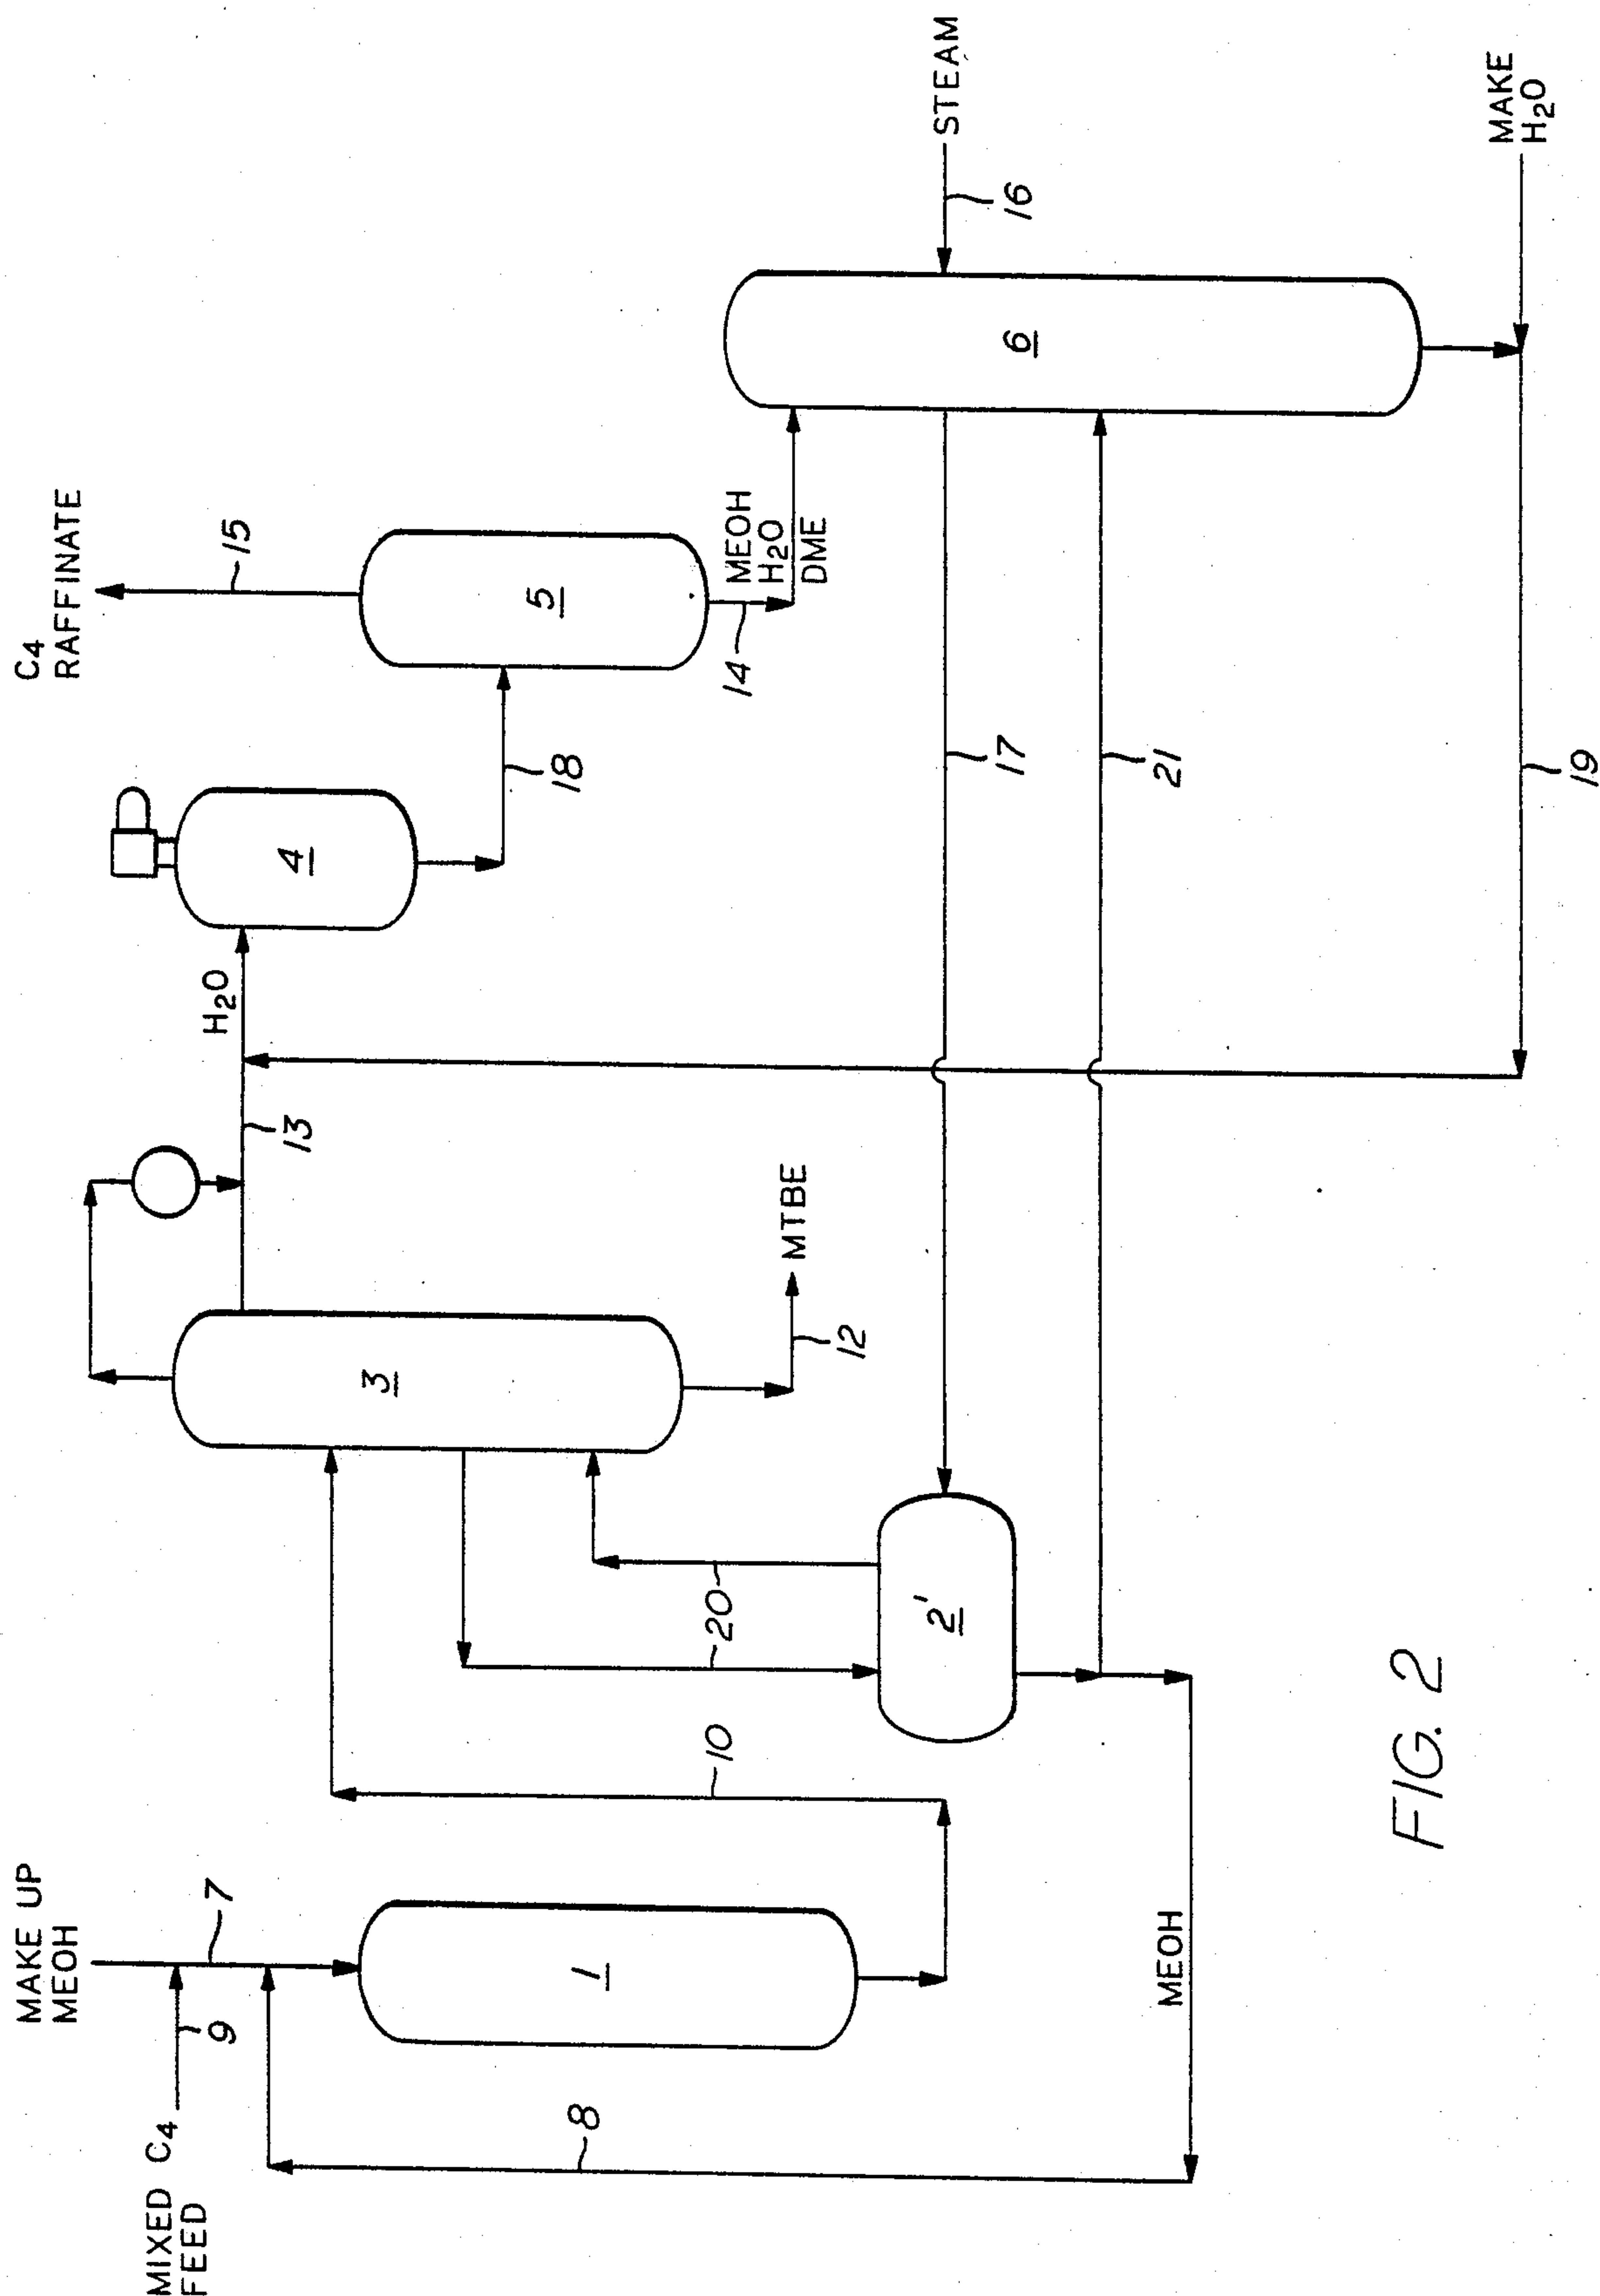 MAKE UP
MEOH
MIXED C4
FEED
9
7
8
1
10
MEOH
20
2'
3
12
MTBE
13
H2O
4
18
C4
RAFFINATE
15
5
14
MEOH
H2O
DME
17
21
19
6
16
STEAM
MAKE
H2O
FIG. 2